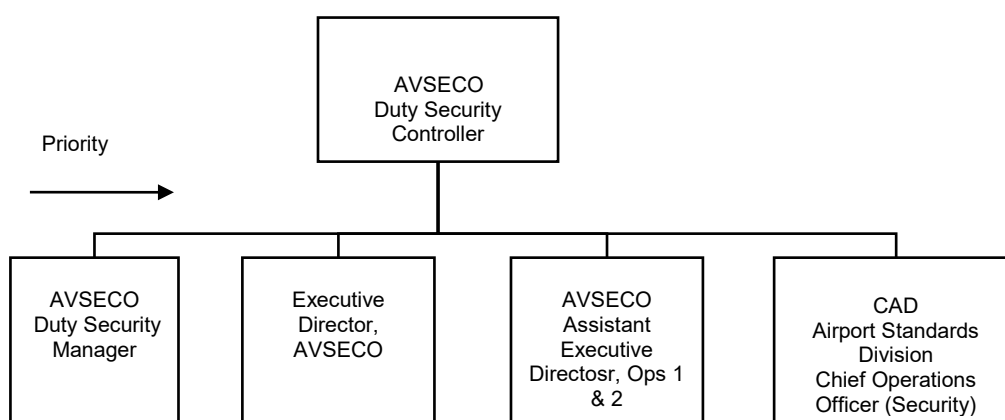 AVSECO
Duty Security
Controller
Priority
AVSECO
Duty Security
Manager
Executive
Director,
AVSECO
AVSECO
Assistant
Executive
Directosr, Ops 1
& 2
CAD
Airport Standards
Division
Chief Operations
Officer (Security)